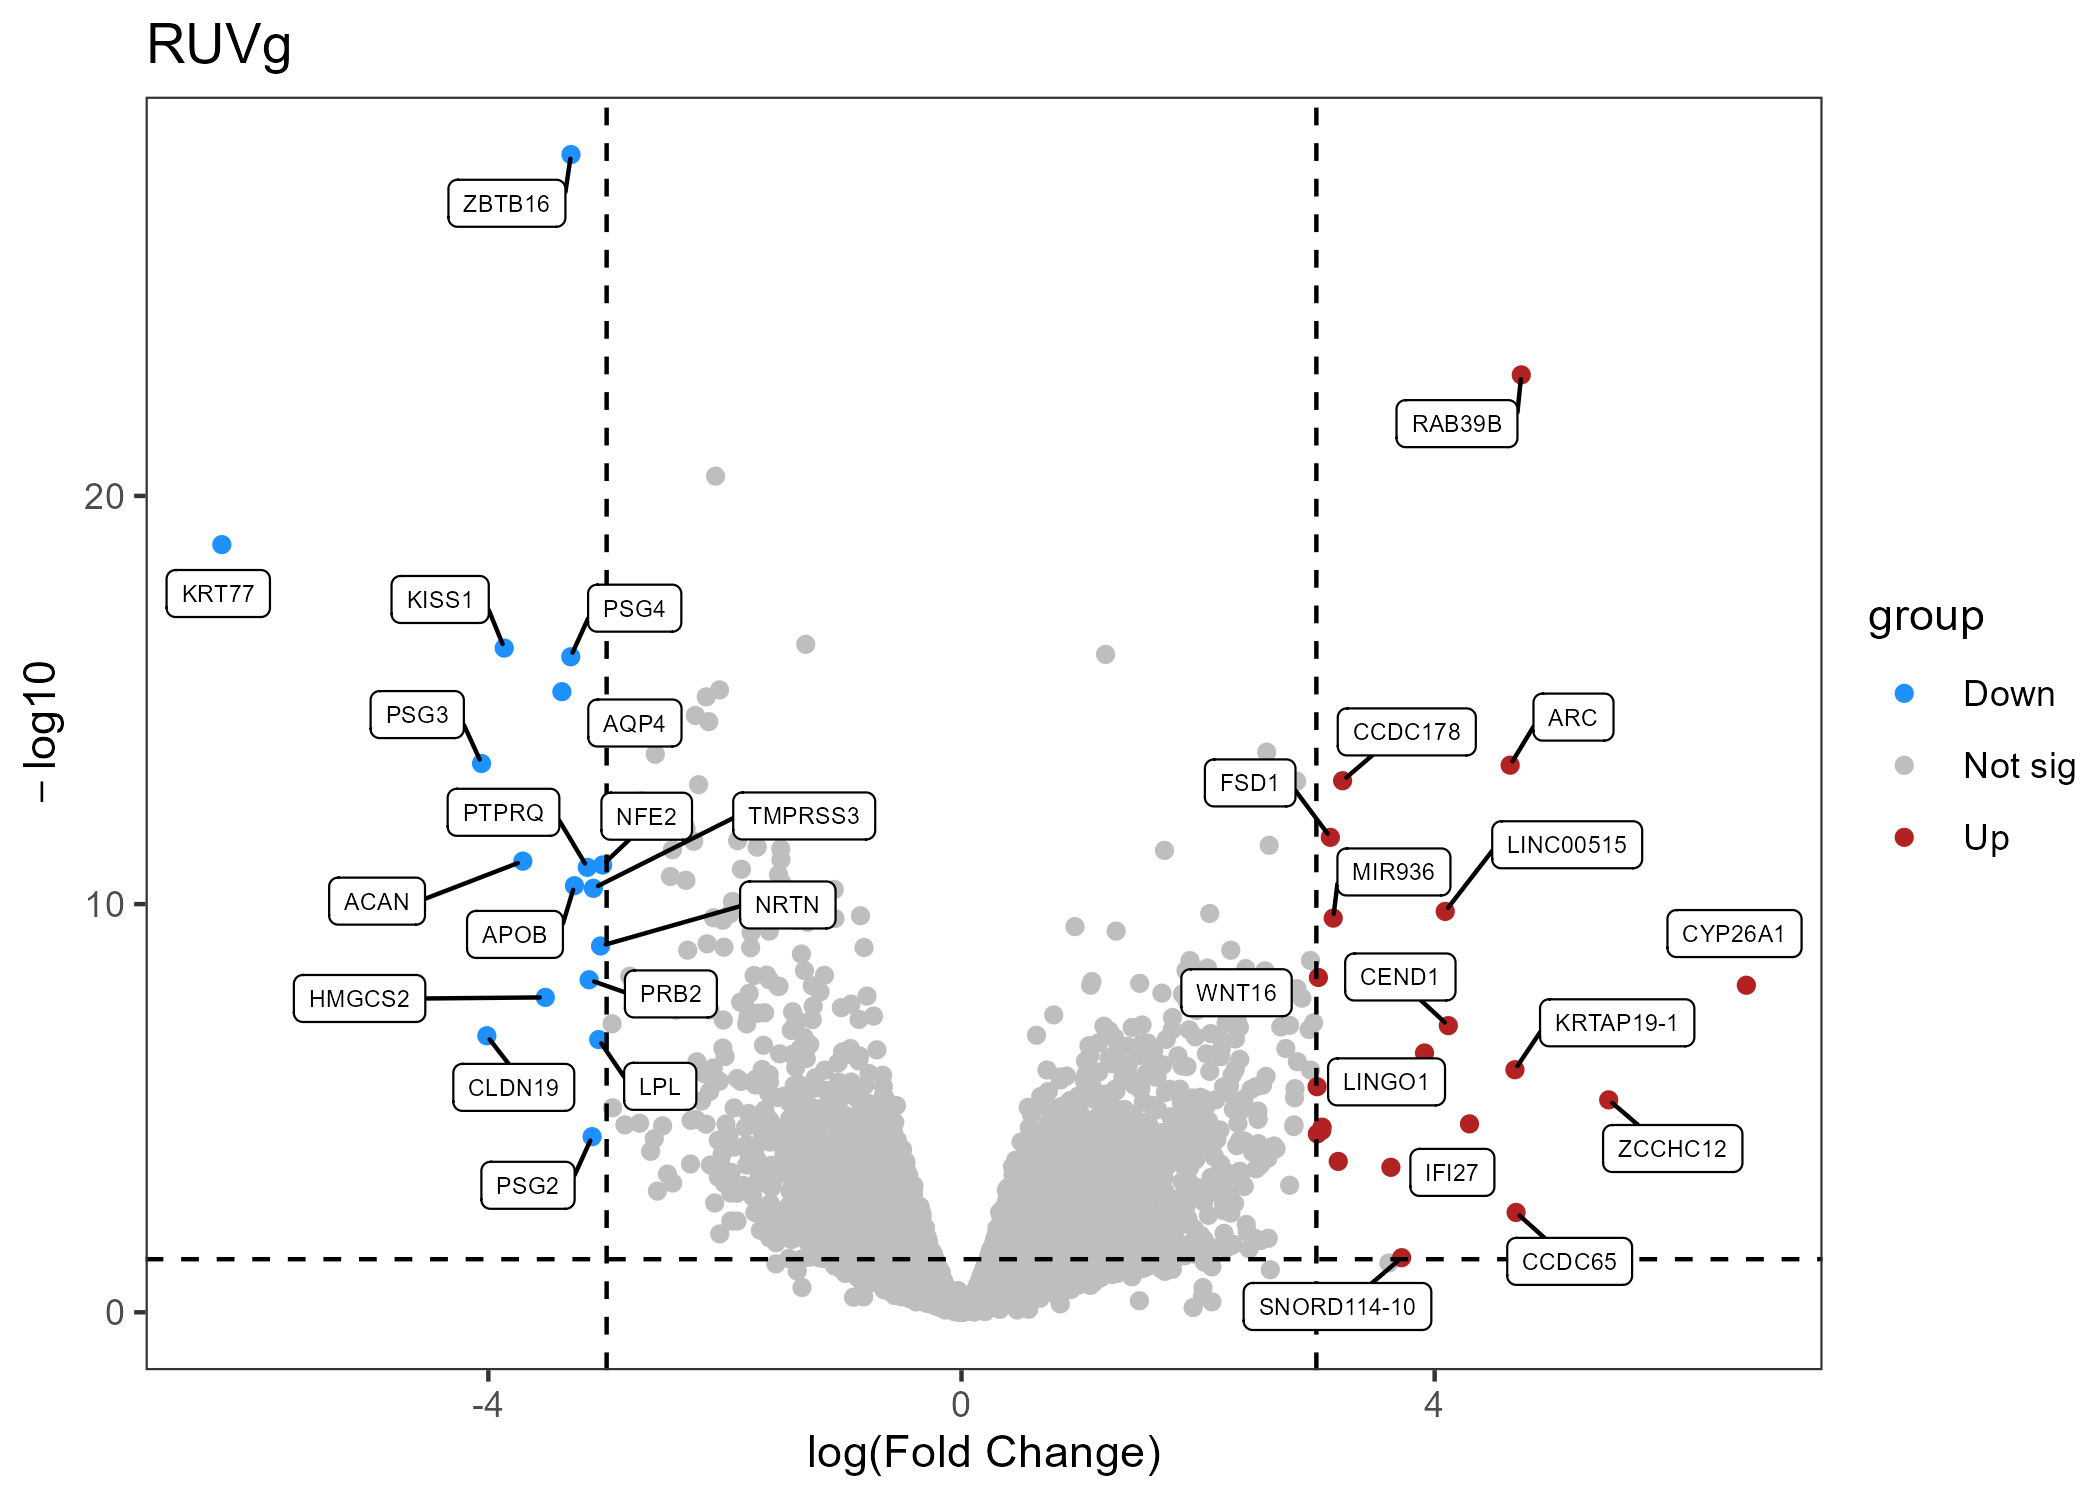 RUVg
ZBTB16
RAB39B
20
KRT77
KISS1
PSG4
group
Down
Not sig
Up
− log10
PSG3
AQP4
CCDC178
ARC
FSD1
PTPRQ
NFE2
TMPRSS3
LINC00515
MIR936
ACAN
10
NRTN
APOB
CYP26A1
HMGCS2
PRB2
WNT16
CEND1
KRTAP19-1
CLDN19
LPL
LINGO1
ZCCHC12
PSG2
IFI27
CCDC65
SNORD114-10
0
-4
0
4
log(Fold Change)